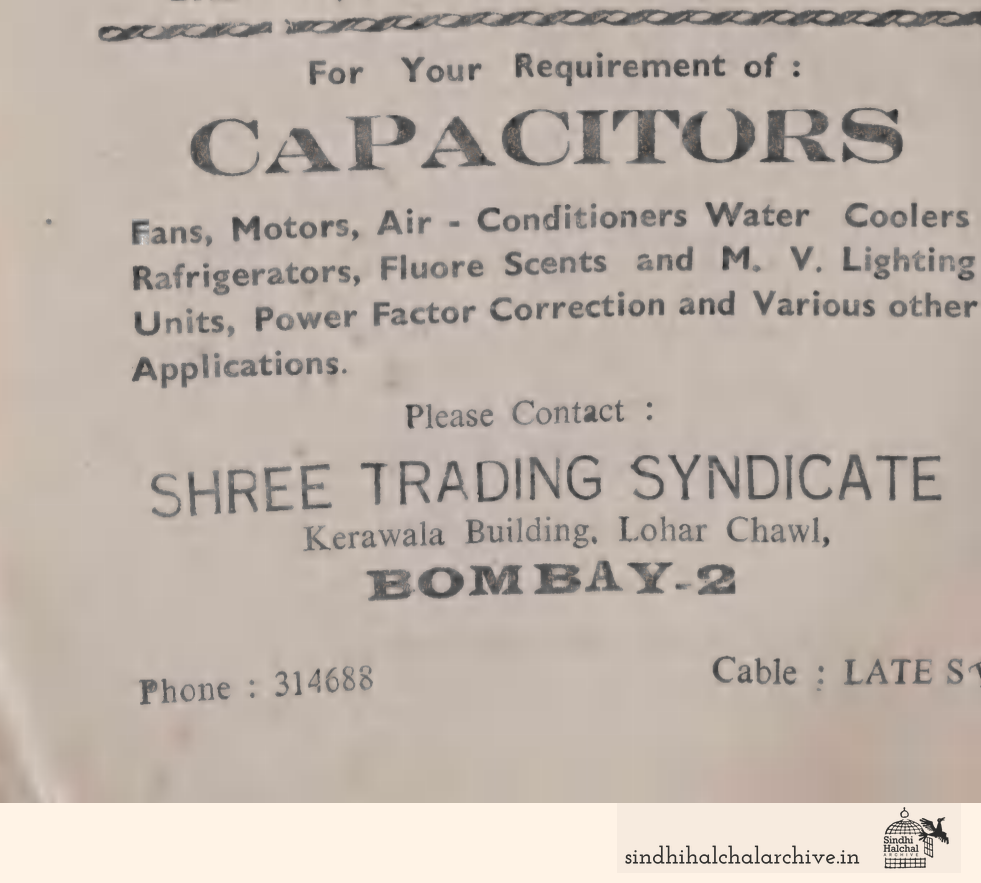 For Your Requirement of :
CAPACITORS
Fans, Motors, Air - Conditioners Water Coolers
Rafrigerators, Fluore Scents and M. V. Lighting
Units, Power Factor Correction and Various other
Applications.
Please Contact :
SHREE TRADING SYNDICATE
Kerawala Building, Lohar Chawl,
BOMBAY-2
Phone : 314688
Cable : LATE
sindhihalchalarchive.in
Sindhi
Halchal
ARCHIVE